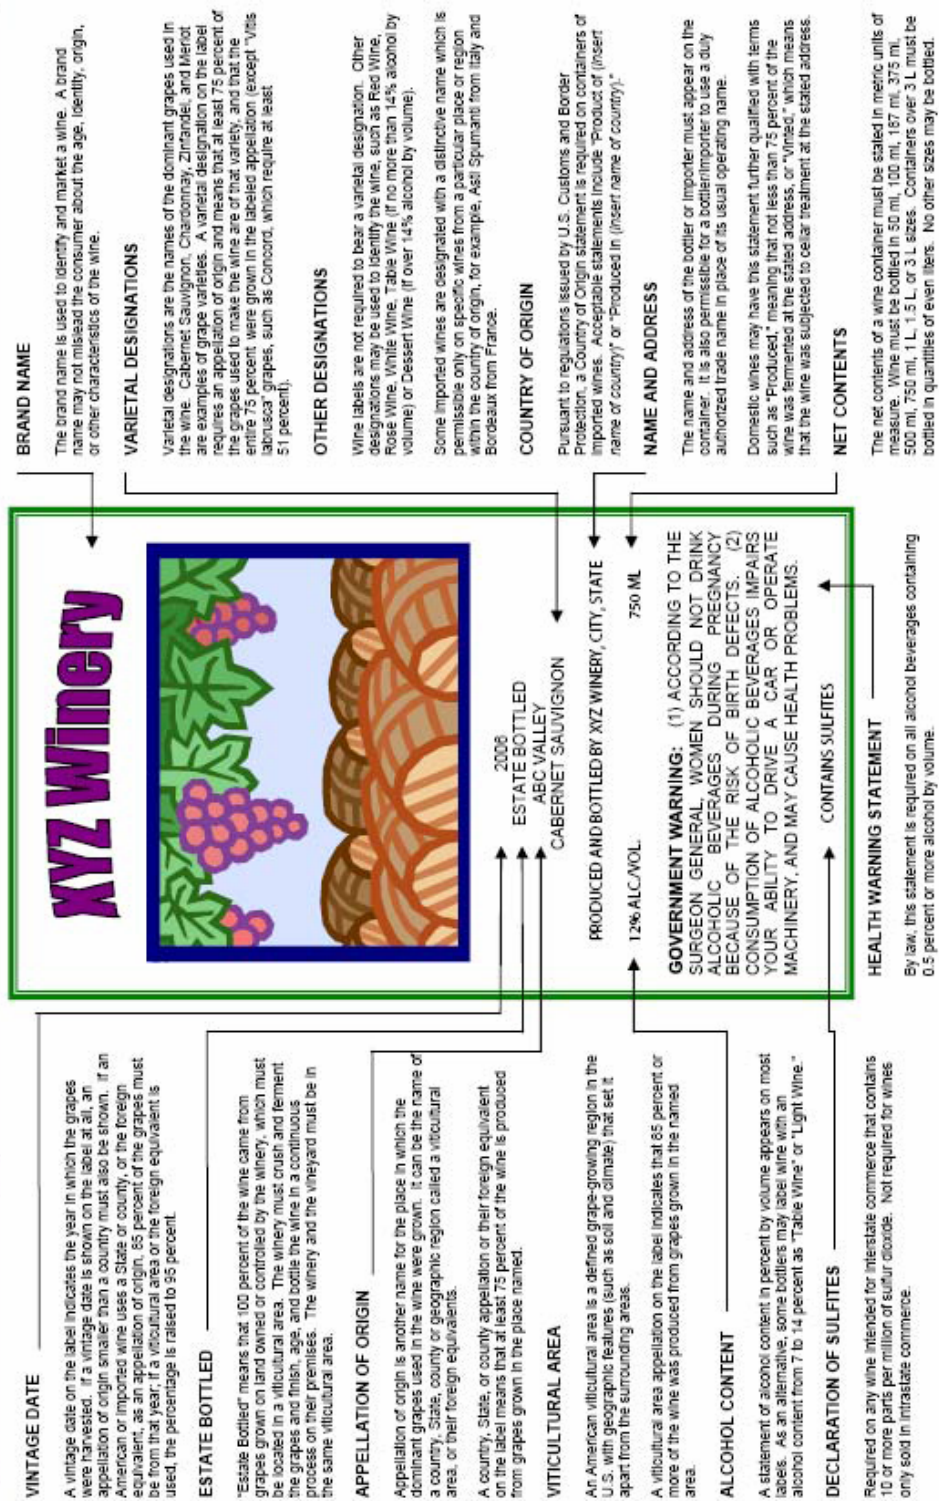 VINTAGE DATE
A vintage date on the label indicates the year in which the grapes
were harvested. If a vintage date is shown on the label at all, an
appellation of origin smaller than a country must also be shown. If an
American or imported wine uses a State or county, or the foreign
equivalent, as an appellation of origin, 85 percent of the grapes must
be from that year; if a viticultural area or the foreign equivalent is
used, the percentage is raised to 95 percent.
ESTATE BOTTLED
"Estate Bottled" means that 100 percent of the wine came from
grapes grown on land owned or controlled by the winery, which must
be located in a viticultural area. The winery must crush and ferment
the grapes and finish, age, and bottle the wine in a continuous
process on their premises. The winery and the vineyard must be in
the same viticultural area.
APPELLATION OF ORIGIN
Appellation of origin is another name for the place in which the
dominant grapes used in the wine were grown. It can be the name of
a country, State, county or geographic region called a viticultural
area, or their foreign equivalents.
A country, State, or county appellation or their foreign equivalent
on the label means that at least 75 percent of the wine is produced
from grapes grown in the place named.
VITICULTURAL AREA
An American viticultural area is a defined grape-growing region in the
U.S. with geographic features (such as soil and climate) that set it
apart from the surrounding areas.
A viticultural area appellation on the label indicates that 85 percent or
more of the wine was produced from grapes grown in the named
area.
ALCOHOL CONTENT
A statement of alcohol content in percent by volume appears on most
labels. As an alternative, some bottlers may label wine with an
alcohol content from 7 to 14 percent as "Table Wine" or "Light Wine."
DECLARATION OF SULFITES
Required on any wine intended for interstate commerce that contains
10 or more parts per million of sulfur dioxide. Not required for wines
only sold in intrastate commerce.
XYZ Winery
2006
ESTATE BOTTLED
ABC VALLEY
CABERNET SAUVIGNON
PRODUCED AND BOTTLED BY XYZ WINERY, CITY, STATE
12% ALC/VOL. 750 ML
GOVERNMENT WARNING: (1) ACCORDING TO THE
SURGEON GENERAL, WOMEN SHOULD NOT DRINK
ALCOHOLIC BEVERAGES DURING PREGNANCY
BECAUSE OF THE RISK OF BIRTH DEFECTS. (2)
CONSUMPTION OF ALCOHOLIC BEVERAGES IMPAIRS
YOUR ABILITY TO DRIVE A CAR OR OPERATE
MACHINERY, AND MAY CAUSE HEALTH PROBLEMS.
CONTAINS SULFITES
HEALTH WARNING STATEMENT
By law, this statement is required on all alcohol beverages containing
0.5 percent or more alcohol by volume.
BRAND NAME
The brand name is used to identify and market a wine. A brand
name may not mislead the consumer about the age, identity, origin,
or other characteristics of the wine.
VARIETAL DESIGNATIONS
Varietal designations are the names of the dominant grapes used in
the wine. Cabernet Sauvignon, Chardonnay, Zinfandel, and Merlot
are examples of grape varieties. A varietal designation on the label
requires an appellation of origin and means that at least 75 percent of
the grapes used to make the wine are of that variety, and that the
entire 75 percent were grown in the labeled appellation (except "Vitis
labrusca" grapes, such as Concord, which require at least
51 percent).
OTHER DESIGNATIONS
Wine labels are not required to bear a varietal designation. Other
designations may be used to identify the wine, such as Red Wine,
Rose Wine, White Wine, Table Wine (if no more than 14% alcohol by
volume) or Dessert Wine (if over 14% alcohol by volume).
Some imported wines are designated with a distinctive name which is
permissible only on specific wines from a particular place or region
within the country of origin, for example, Asti Spumanti from Italy and
Bordeaux from France.
COUNTRY OF ORIGIN
Pursuant to regulations issued by U.S. Customs and Border
Protection, a Country of Origin statement is required on containers of
imported wines. Acceptable statements include "Product of (insert
name of country)" or "Produced in (insert name of country)."
NAME AND ADDRESS
The name and address of the bottler or importer must appear on the
container. It is also permissible for a bottler/importer to use a duly
authorized trade name in place of its usual operating name.
Domestic wines may have this statement further qualified with terms
such as "Produced," meaning that not less than 75 percent of the
wine was fermented at the stated address, or "Vinted," which means
that the wine was subjected to cellar treatment at the stated address.
NET CONTENTS
The net contents of a wine container must be stated in metric units of
measure. Wine must be bottled in 50 ml, 100 ml, 187 ml, 375 ml,
500 ml, 750 ml, 1 L, 1.5 L, or 3 L sizes. Containers over 3 L must be
bottled in quantities of even liters. No other sizes may be bottled.